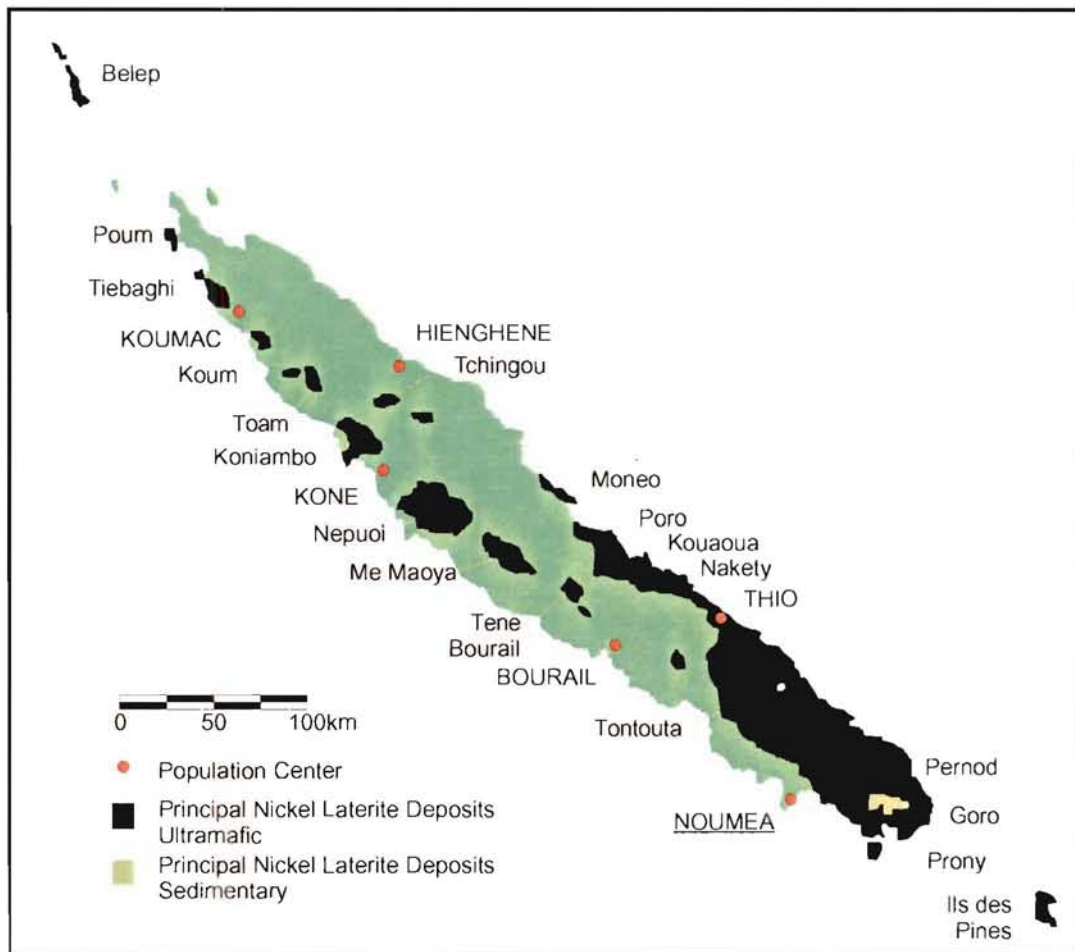 Belep
Poum
Tiebaghi
KOUMAC
Koum
HIENGHENE
Tchingou
Toam
Koniambo
KONE
Nepuoi
Me Maoya
Moneo
Poro
Kouaoua
Nakety
THIO
Tene
Bourail
BOURAIL
Tontouta
NOUMEA
Pernod
Goro
Prony
Ils des
Pines
0 50 100km
Population Center
Principal Nickel Laterite Deposits
Ultramafic
Principal Nickel Laterite Deposits
Sedimentary